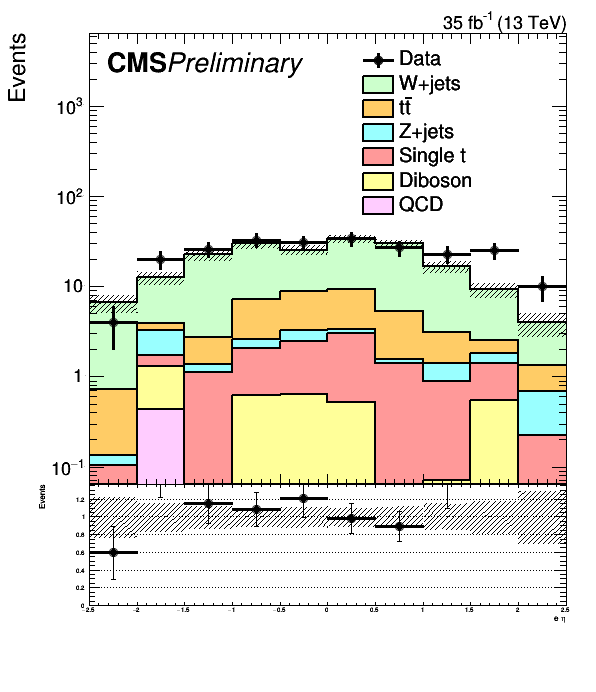 35 fb-1 (13 TeV)
CMS Preliminary
Events
Data
W+jets
tt̄
Z+jets
Single t
Diboson
QCD
10³
10²
10
1
10⁻¹
Events
1.2
1
0.8
0.6
0.4
0.2
0
-2.5 -2 -1.5 -1 -0.5 0 0.5 1 1.5 2 2.5
e η